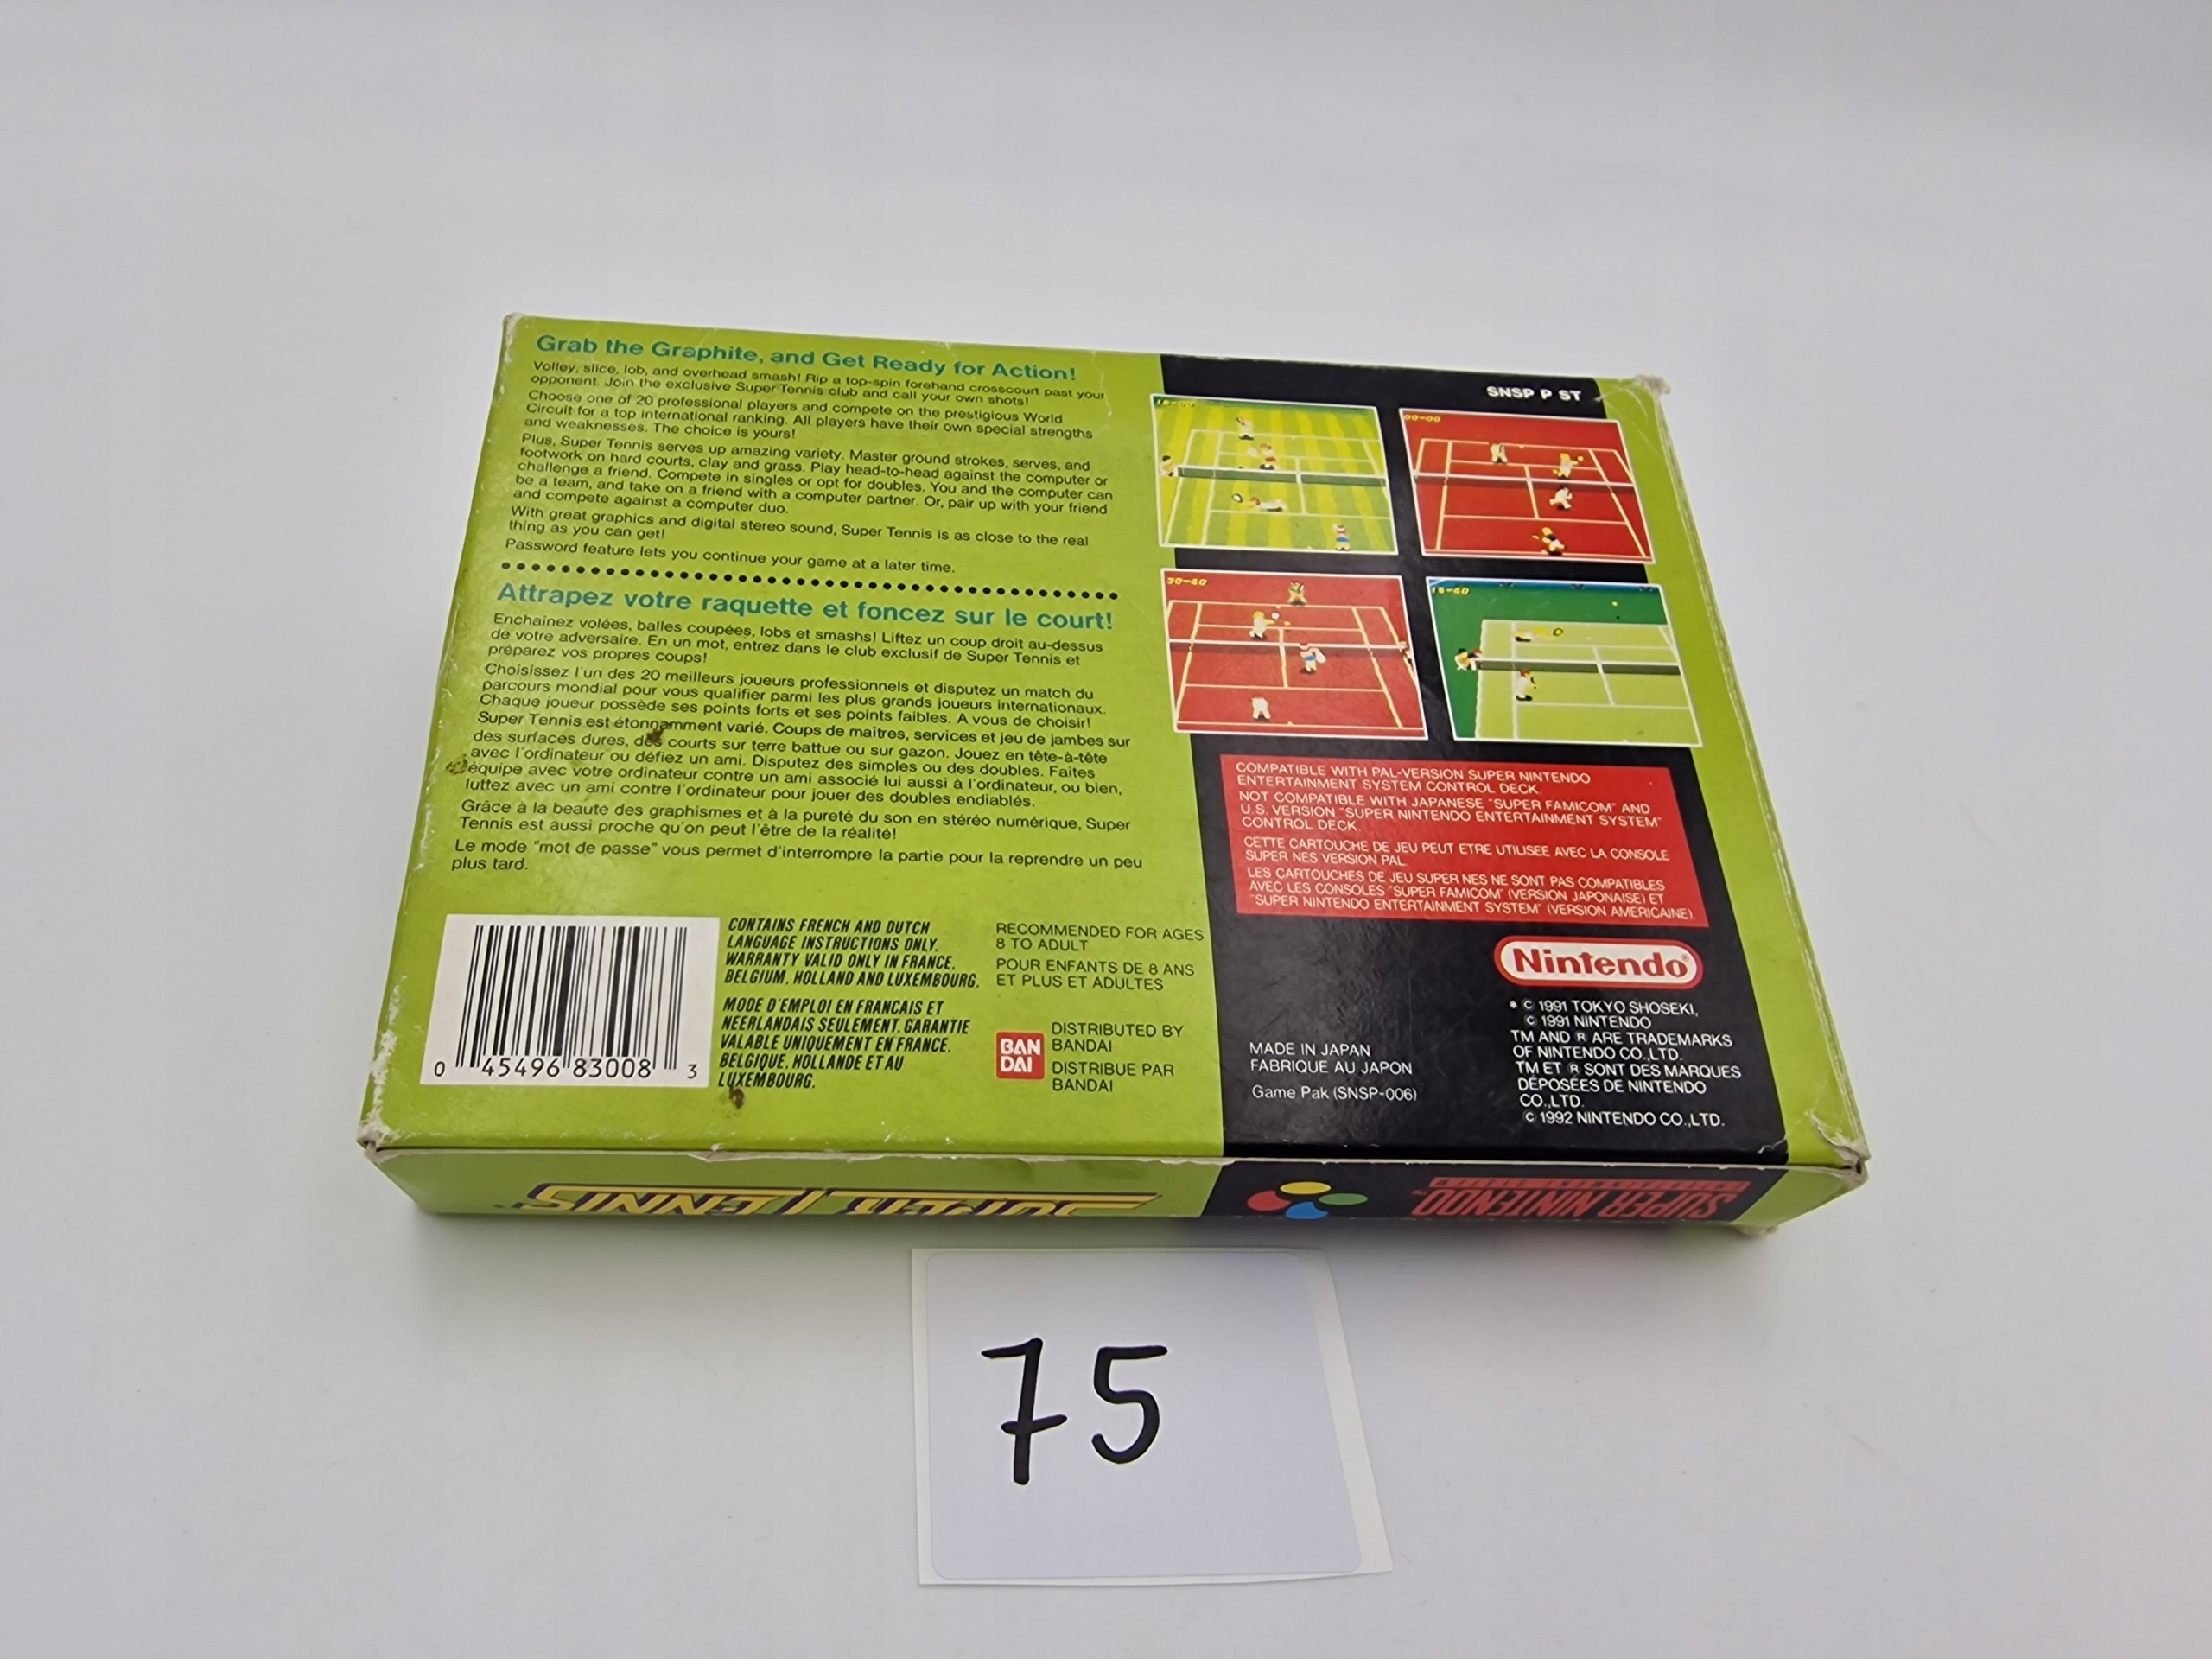 Grab the Graphite, and Get Ready for Action!
Volley, slice, lob, and overhead smash! Rip a top-spin forehand crosscourt past your
opponent. Join the exclusive Super Tennis club and call your own shots!
Choose one of 20 professional players and compete on the prestigious World
Circuit for a top international ranking. All players have their own special strengths
and weaknesses. The choice is yours!
Plus, Super Tennis serves up amazing variety. Master ground strokes, serves, and
footwork on hard courts, clay and grass. Play head-to-head against the computer or
challenge a friend. Compete in singles or opt for doubles. You and the computer can
be a team, and take on a friend with a computer partner. Or, pair up with your friend
and compete against a computer duo.
With great graphics and digital stereo sound, Super Tennis is as close to the real
thing as you can get!
Password feature lets you continue your game at a later time.
Attrapez votre raquette et foncez sur le court!
Enchainez volées, balles coupées, lobs et smashs! Liftez un coup droit au-dessus
de votre adversaire. En un mot, entrez dans le club exclusif de Super Tennis et
préparez vos propres coups!
Choisissez l'un des 20 meilleurs joueurs professionnels et disputez un match du
parcours mondial pour vous qualifier parmi les plus grands joueurs internationaux.
Chaque joueur possède ses points forts et ses points faibles. A vous de choisir!
Super Tennis est étonnamment varié. Coups de maîtres, services et jeu de jambes sur
des surfaces dures, des courts sur terre battue ou sur gazon. Jouez en tête-à-tête
avec l'ordinateur ou défiez un ami. Disputez des simples ou des doubles. Faites
équipe avec votre ordinateur contre un ami associé lui aussi à l'ordinateur, ou bien,
luttez avec un ami contre l'ordinateur pour jouer des doubles endiablés.
Grâce à la beauté des graphismes et à la pureté du son en stéréo numérique, Super
Tennis est aussi proche qu'on peut l'être de la réalité!
Le mode "mot de passe" vous permet d'interrompre la partie pour la reprendre un peu
plus tard.
0 45496 83008 3
CONTAINS FRENCH AND DUTCH
LANGUAGE INSTRUCTIONS ONLY.
WARRANTY VALID ONLY IN FRANCE,
BELGIUM, HOLLAND AND LUXEMBOURG.
MODE D'EMPLOI EN FRANCAIS ET
NEERLANDAIS SEULEMENT. GARANTIE
VALABLE UNIQUEMENT EN FRANCE,
BELGIQUE, HOLLANDE ET AU
LUXEMBOURG.
RECOMMENDED FOR AGES
8 TO ADULT
POUR ENFANTS DE 8 ANS
ET PLUS ET ADULTES
BAN
DAI
DISTRIBUTED BY
BANDAI
DISTRIBUE PAR
BANDAI
SNSP P ST
00-00
30-40
15-40
COMPATIBLE WITH PAL-VERSION SUPER NINTENDO
ENTERTAINMENT SYSTEM CONTROL DECK.
NOT COMPATIBLE WITH JAPANESE "SUPER FAMICOM" AND
U.S. VERSION "SUPER NINTENDO ENTERTAINMENT SYSTEM"
CONTROL DECK.
CETTE CARTOUCHE DE JEU PEUT ETRE UTILISEE AVEC LA CONSOLE
SUPER NES VERSION PAL.
LES CARTOUCHES DE JEU SUPER NES NE SONT PAS COMPATIBLES
AVEC LES CONSOLES "SUPER FAMICOM" (VERSION JAPONAISE) ET
"SUPER NINTENDO ENTERTAINMENT SYSTEM" (VERSION AMERICAINE).
Nintendo®
MADE IN JAPAN
FABRIQUE AU JAPON
Game Pak (SNSP-006)
* © 1991 TOKYO SHOSEKI,
© 1991 NINTENDO
TM AND ® ARE TRADEMARKS
OF NINTENDO CO.,LTD.
TM ET ® SONT DES MARQUES
DÉPOSÉES DE NINTENDO
CO.,LTD.
© 1992 NINTENDO CO.,LTD.
SUPER TENNIS
SUPER NINTENDO
75